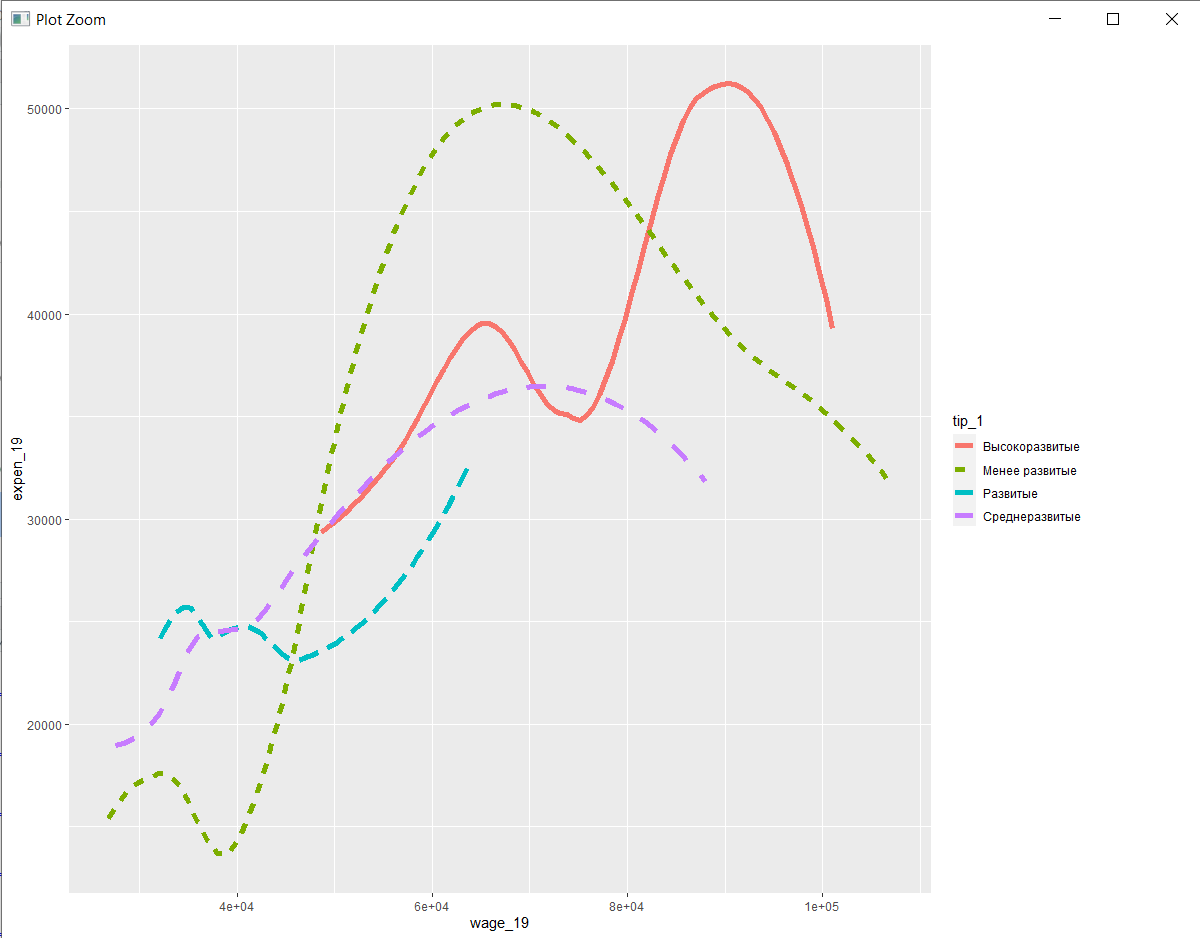 Plot Zoom
50000
40000
30000
20000
expen_19
4e+04 6e+04 8e+04 1e+05
wage_19
tip_1
Высокоразвитые
Менее развитые
Развитые
Среднеразвитые